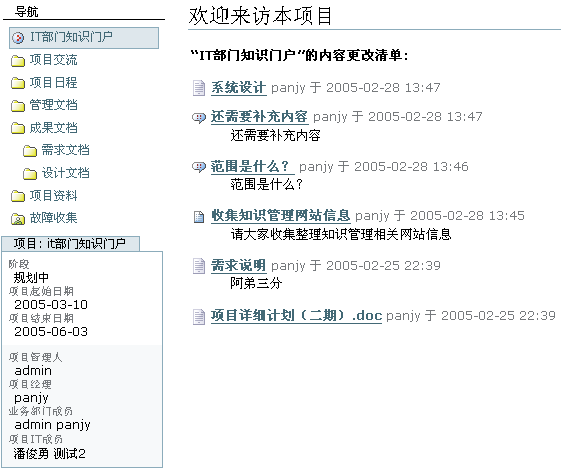 导航
IT部门知识门户
项目交流
项目日程
管理文档
成果文档
需求文档
设计文档
项目资料
故障收集
项目：it部门知识门户
阶段
规划中
项目起始日期
2005-03-10
项目结束日期
2005-06-03
项目管理人
admin
项目经理
panjy
业务部门成员
admin panjy
项目IT成员
潘俊勇 测试2
欢迎来访本项目
“IT部门知识门户”的内容更改清单：
系统设计 panjy 于 2005-02-28 13:47
还需要补充内容 panjy 于 2005-02-28 13:47
还需要补充内容
范围是什么？ panjy 于 2005-02-28 13:46
范围是什么？
收集知识管理网站信息 panjy 于 2005-02-28 13:45
请大家收集整理知识管理相关网站信息
需求说明 panjy 于 2005-02-25 22:39
阿弟三分
项目详细计划（二期）.doc panjy 于 2005-02-25 22:39